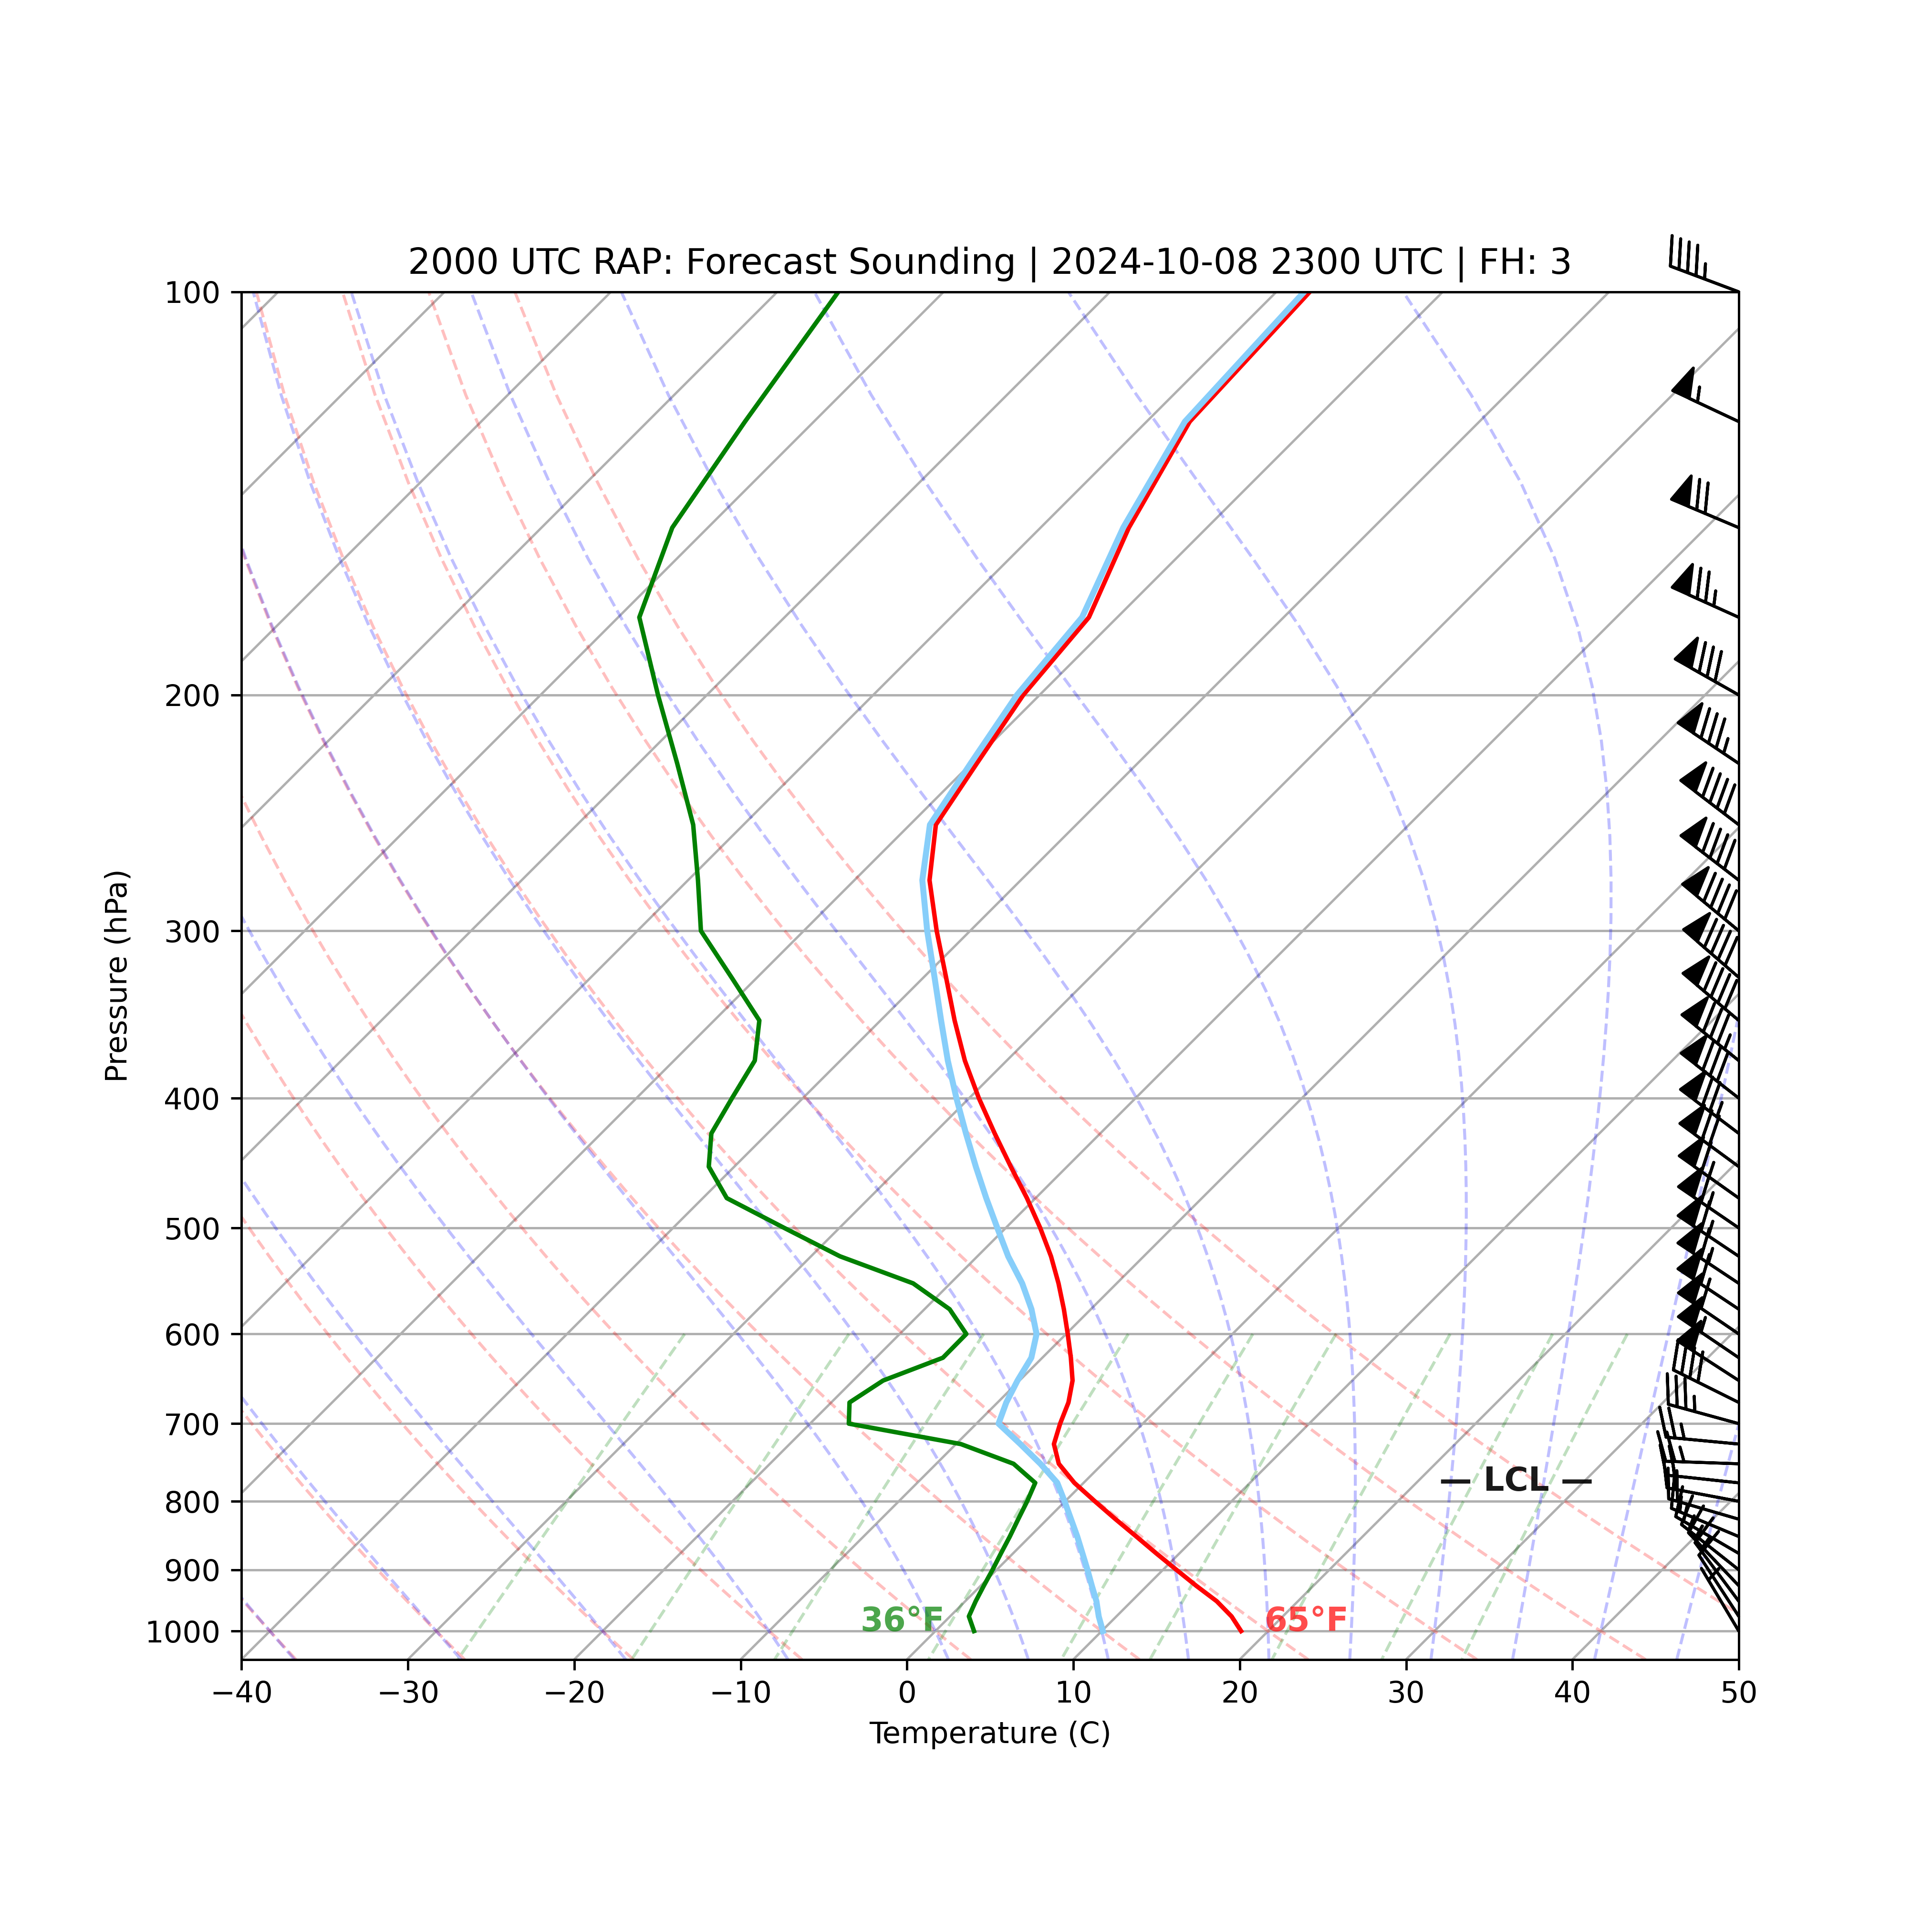 2000 UTC RAP: Forecast Sounding | 2024-10-08 2300 UTC | FH: 3
100
200
300
400
500
600
700
800
900
1000
Pressure (hPa)
— LCL —
36°F
65°F
−40 −30 −20 −10 0 10 20 30 40 50
Temperature (C)